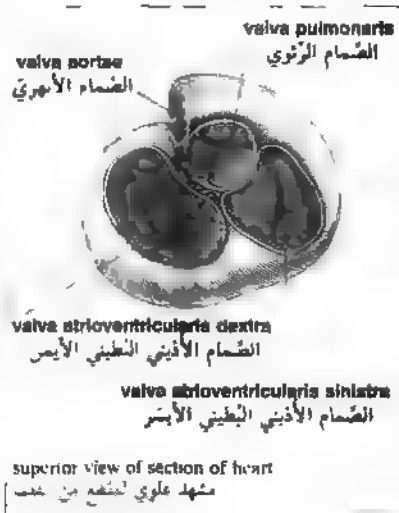 valva pulmonaris
الصّمام الرّئوي
valva aortae
الصّمام الأبهريّ
valva atrioventricularis dextra
الصّمام الأذيني البُطيني الأيمن
valva atrioventricularis sinistra
الصّمام الأذيني البُطيني الأيسر
superior view of section of heart
مشهد علوي لمقطع من